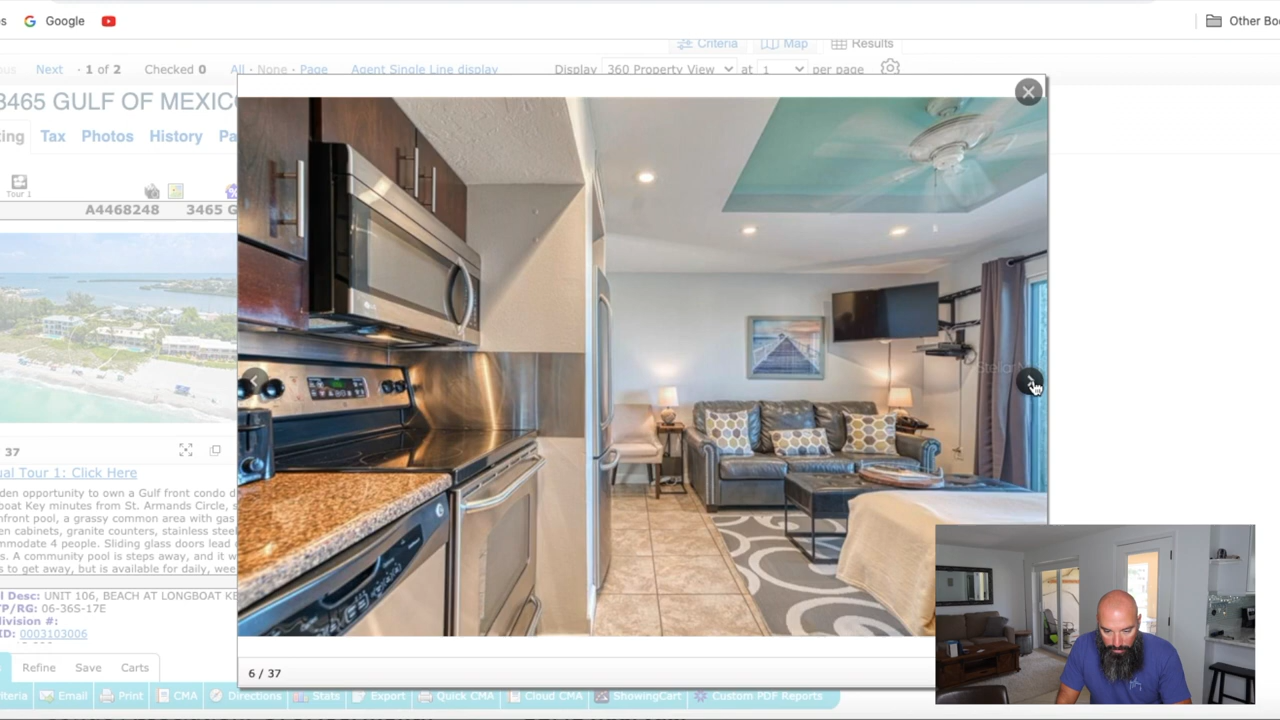 Google
Other Bo
Criteria Map Results
Next · 1 of 2 Checked 0 All · None · Page Agent Single Line display Display 360 Property View at 1 per page
3465 GULF OF MEXIC
ing Tax Photos History Pa
Tour 1
A4468248 3465 G
37
ual Tour 1: Click Here
den opportunity to own a Gulf front condo d
boat Key minutes from St. Armands Circle, s
hfront pool, a grassy common area with gas
en cabinets, granite counters, stainless steel
mmodate 4 people. Sliding glass doors lead
s. A community pool is steps away, and it w
s to get away, but is available for daily, wee
l Desc: UNIT 106, BEACH AT LONGBOAT KE
TP/RG: 06-36S-17E
division #:
ID: 0003103006
6 / 37
Refine Save Carts
iteria Email Print CMA Directions Stats Export Quick CMA Cloud CMA ShowingCart Custom PDF Reports